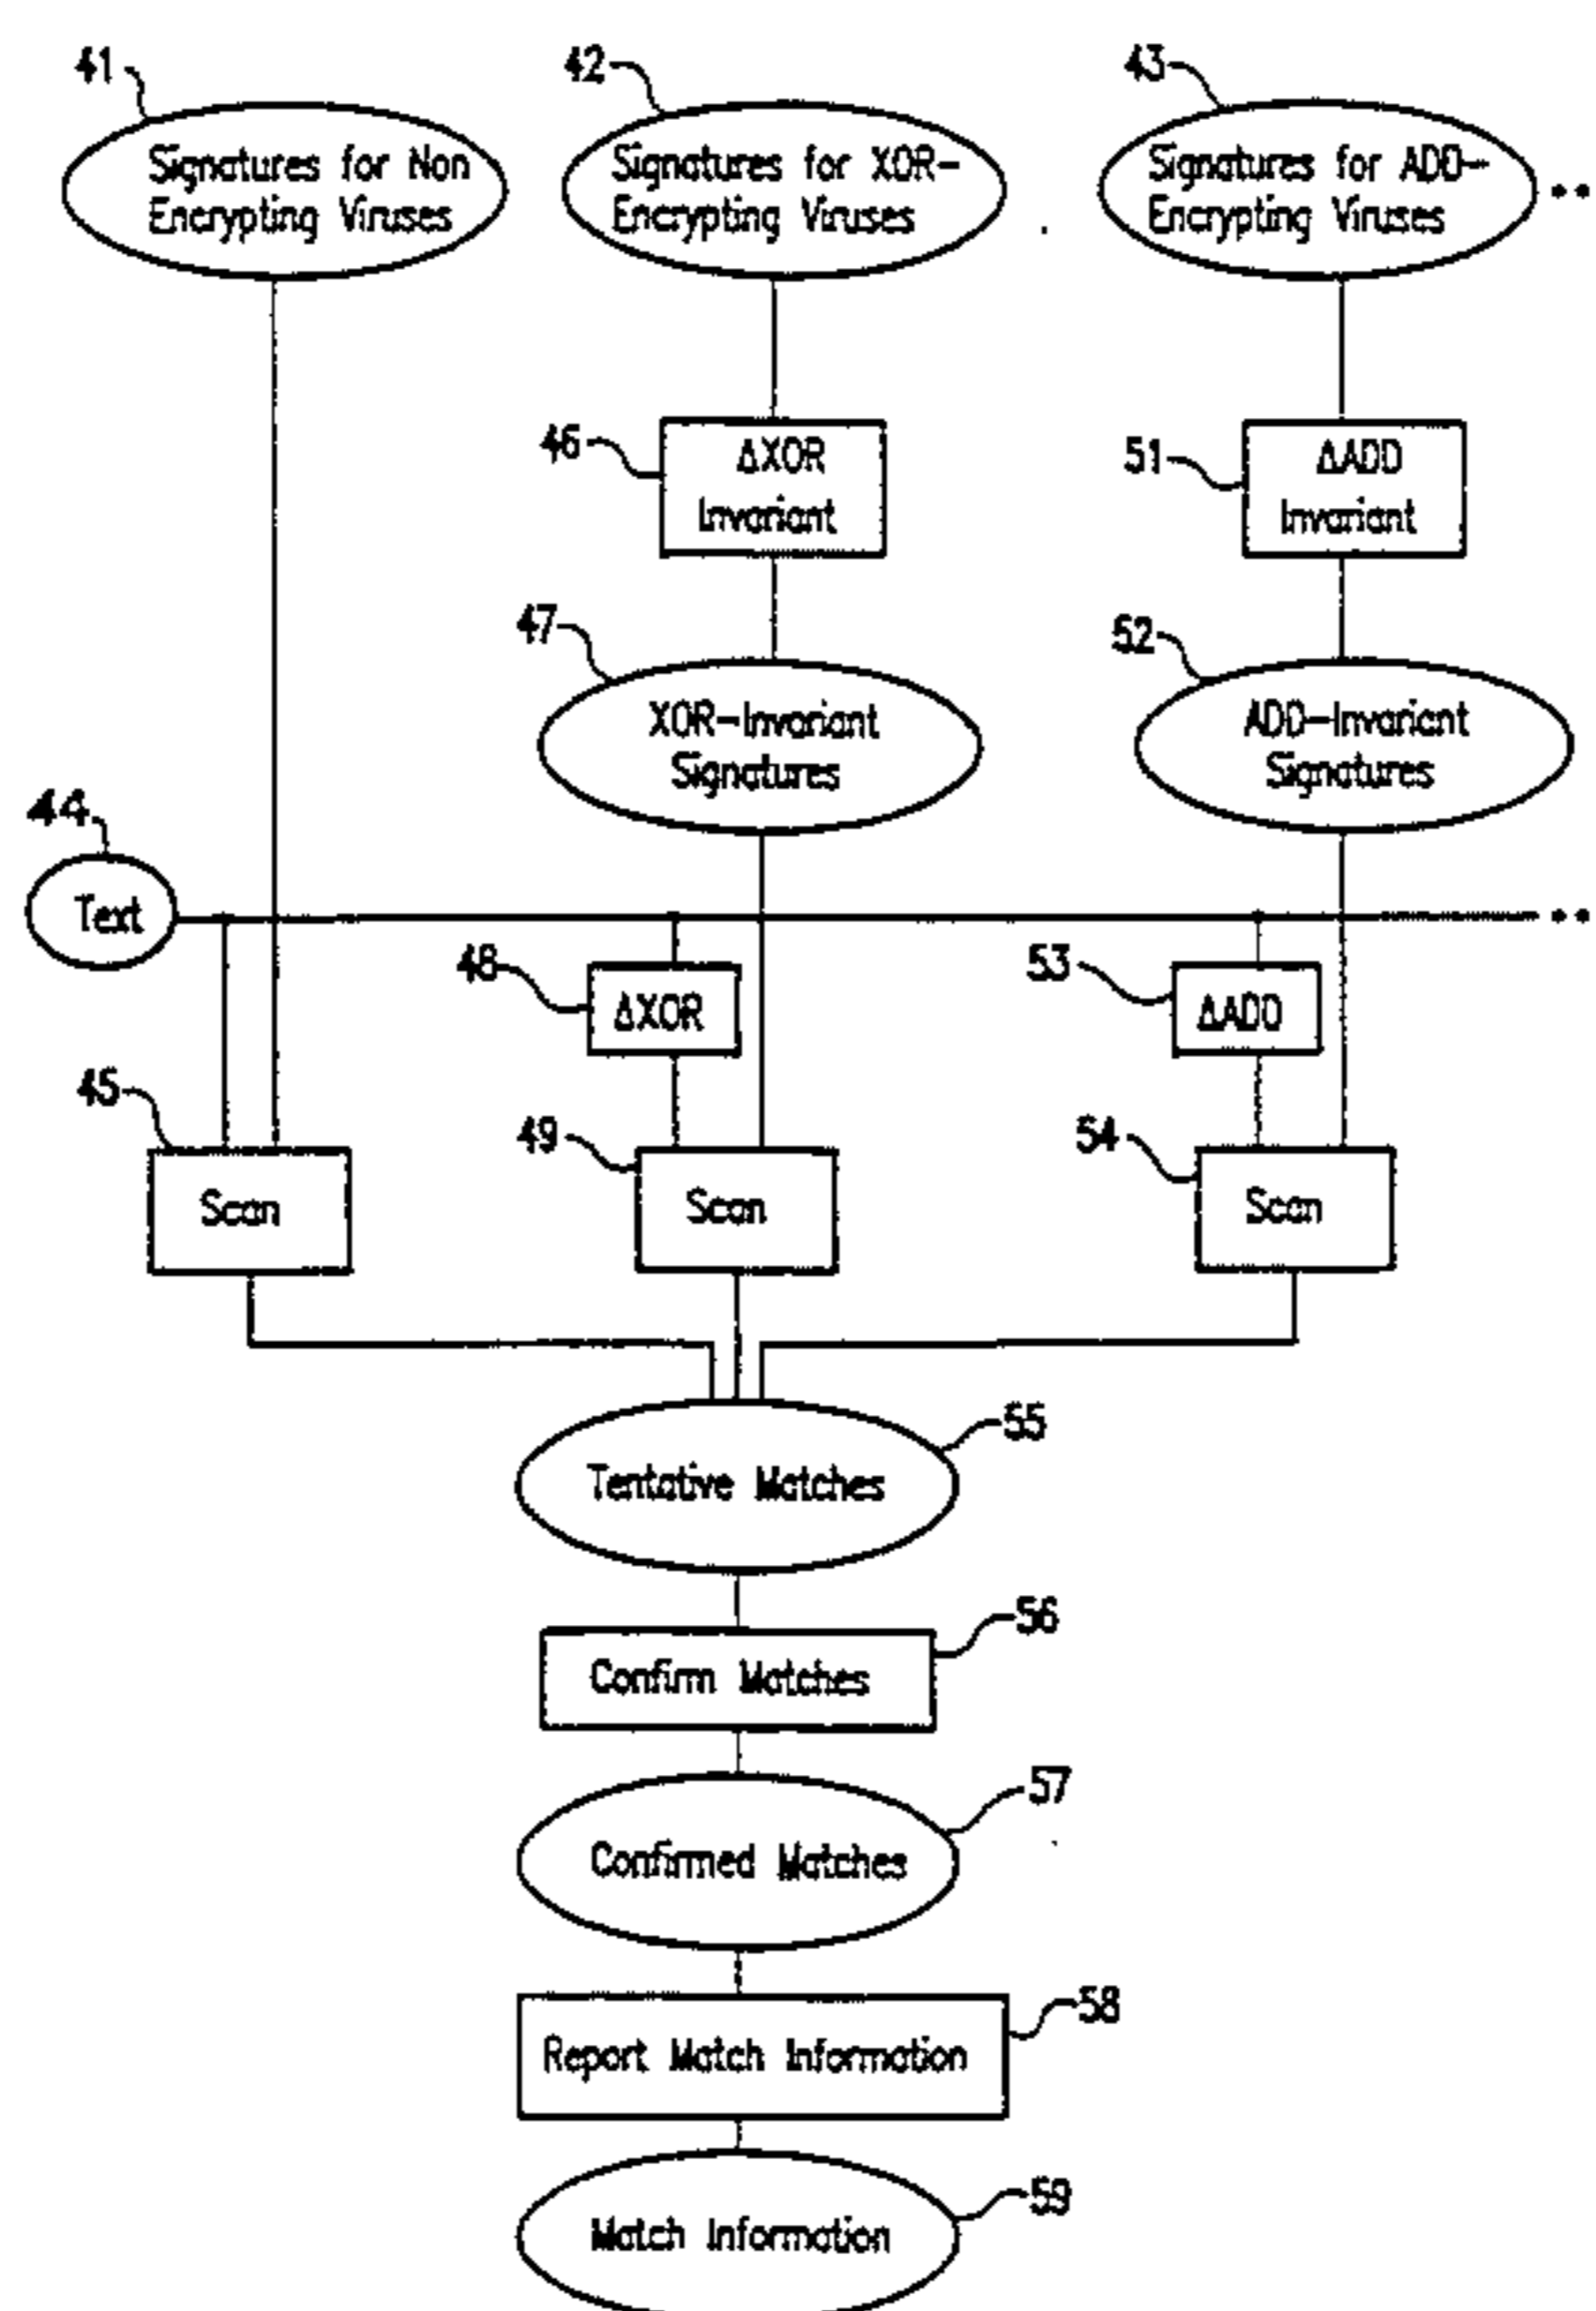 41
42
43
Signatures for Non
Encrypting Viruses
Signatures for XOR-
Encrypting Viruses
Signatures for ADD-
Encrypting Viruses
46
ΔXOR
Invariant
51
ΔADD
Invariant
47
XOR-Invariant
Signatures
52
ADD-Invariant
Signatures
44
Text
48
ΔXOR
53
ΔADD
45
Scan
49
Scan
54
Scan
55
Tentative Matches
56
Confirm Matches
57
Confirmed Matches
58
Report Match Information
59
Match Information